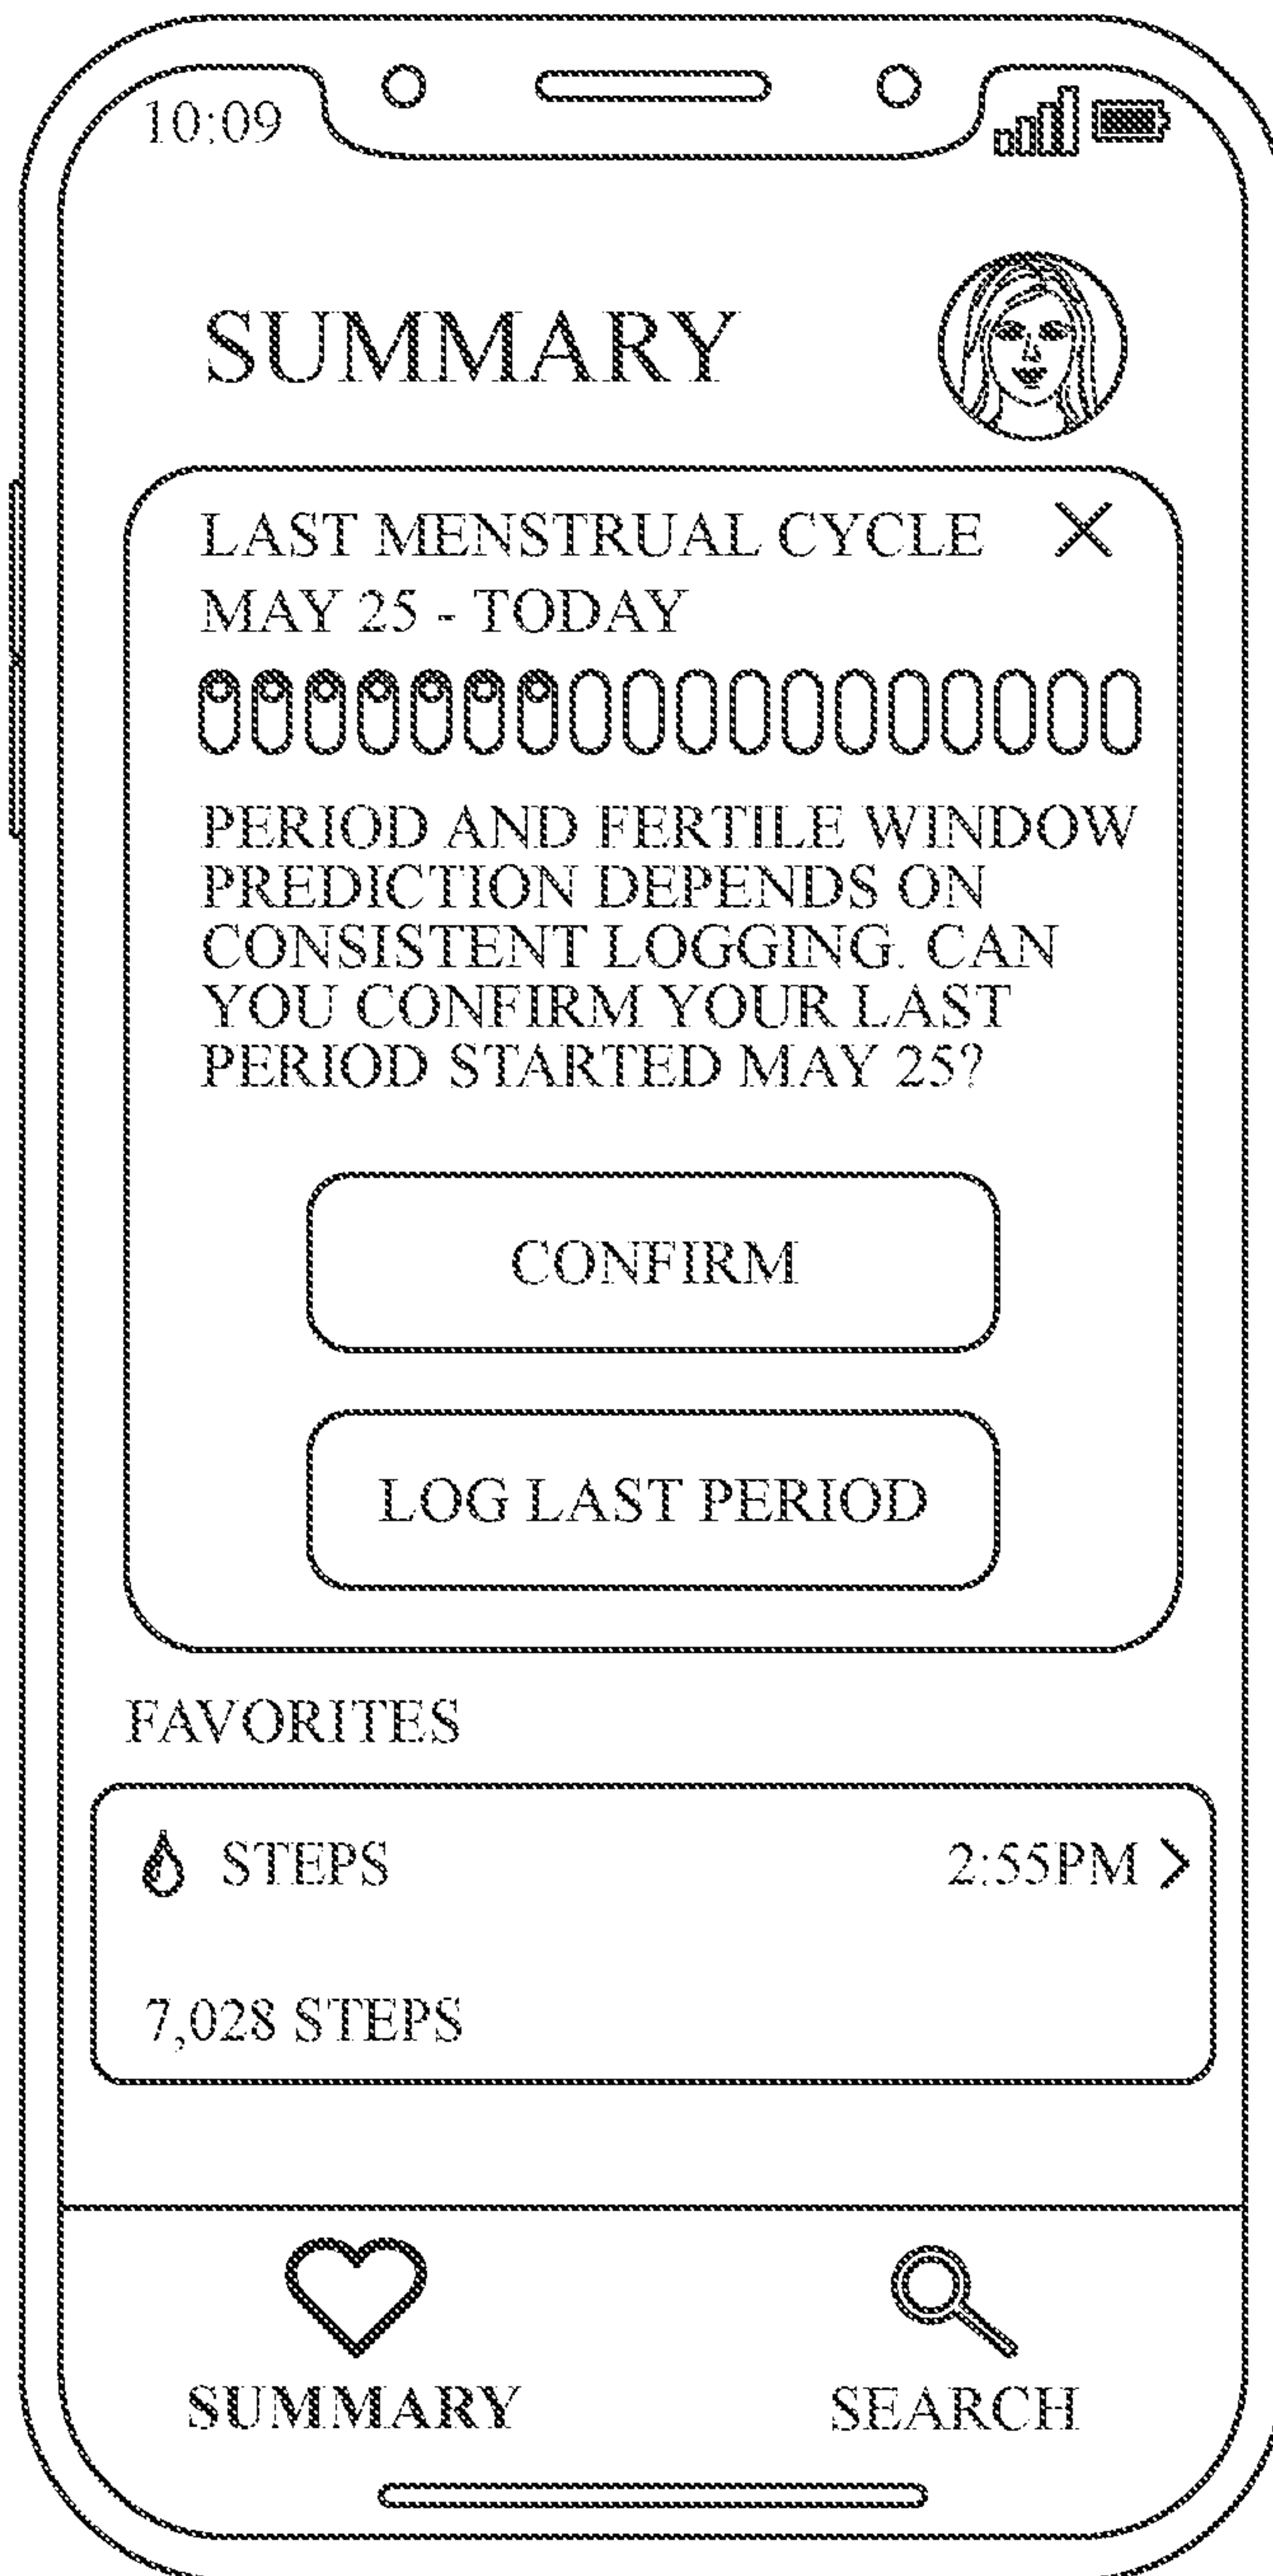 10:09
SUMMARY
LAST MENSTRUAL CYCLE
MAY 25 - TODAY
PERIOD AND FERTILE WINDOW
PREDICTION DEPENDS ON
CONSISTENT LOGGING. CAN
YOU CONFIRM YOUR LAST
PERIOD STARTED MAY 25?
CONFIRM
LOG LAST PERIOD
FAVORITES
STEPS 2:55PM
7,028 STEPS
SUMMARY SEARCH